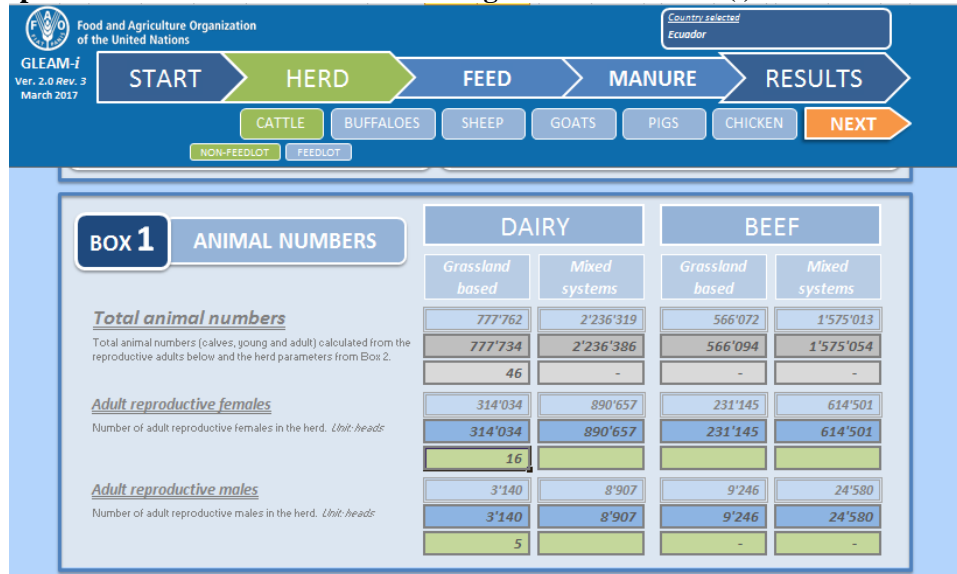 Food and Agriculture Organization
of the United Nations
Country selected
Ecuador
GLEAM-i
Ver. 2.0 Rev. 3
March 2017
START HERD FEED MANURE RESULTS
CATTLE BUFFALOES SHEEP GOATS PIGS CHICKEN NEXT
NON-FEEDLOT FEEDLOT
BOX 1 ANIMAL NUMBERS
DAIRY BEEF
Grassland based Mixed systems Grassland based Mixed systems
Total animal numbers 777'762 2'236'319 566'072 1'575'013
Total animal numbers (calves, young and adult) calculated from the
reproductive adults below and the herd parameters from Box 2.
777'734 2'236'386 566'094 1'575'054
46 - - -
Adult reproductive females 314'034 890'657 231'145 614'501
Number of adult reproductive females in the herd. Unit: heads 314'034 890'657 231'145 614'501
16
Adult reproductive males 3'140 8'907 9'246 24'580
Number of adult reproductive males in the herd. Unit: heads 3'140 8'907 9'246 24'580
5 - -